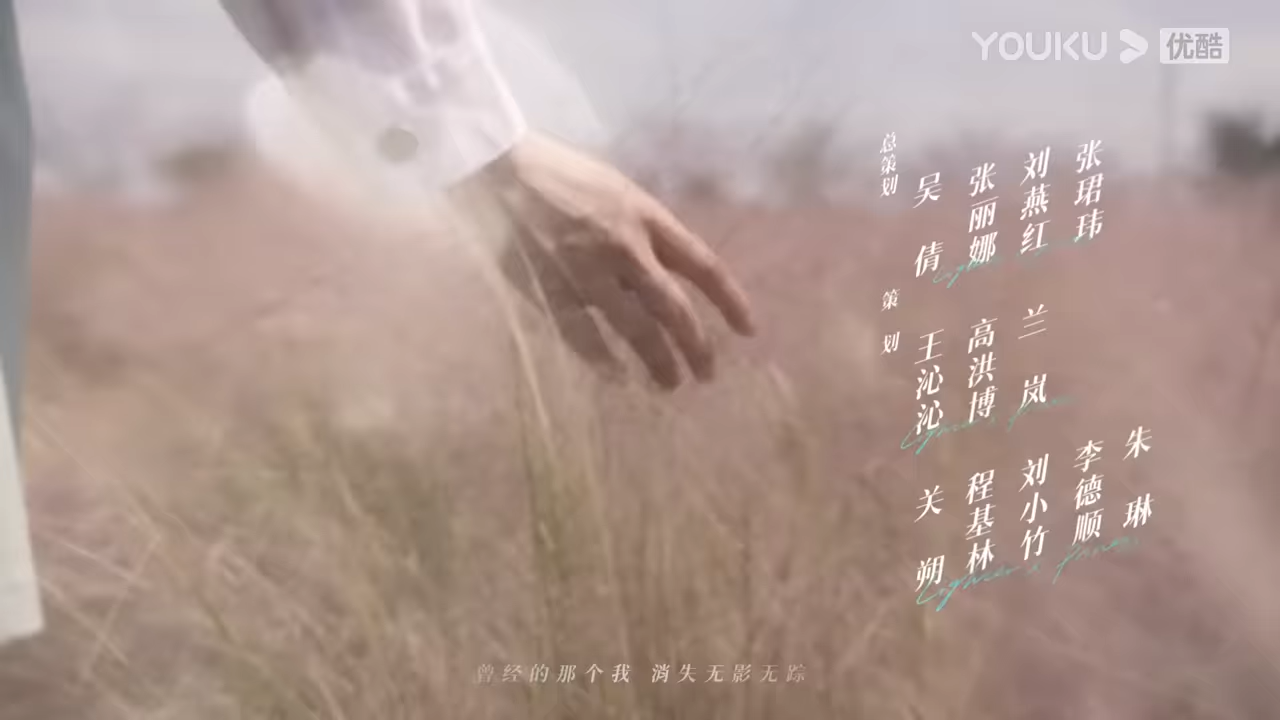 YOUKU 优酷
总策划
吴倩
张丽娜
刘燕红
张珺玮
策划
王沁沁
高洪博
兰岚
关朔
程基林
刘小竹
李德顺
朱琳
曾经的那个我 消失无影无踪